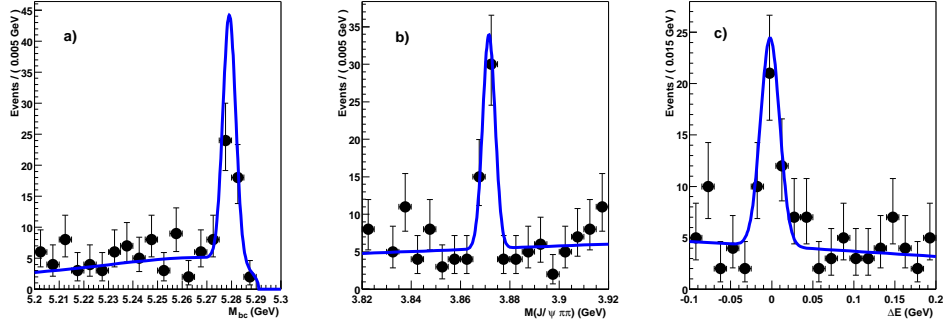 a)
Events / ( 0.005 GeV )
45
40
35
30
25
20
15
10
5
0
5.2 5.21 5.22 5.23 5.24 5.25 5.26 5.27 5.28 5.29 5.3
M_bc (GeV)
b)
Events / ( 0.005 GeV )
35
30
25
20
15
10
5
0
3.82 3.84 3.86 3.88 3.9 3.92
M(J/ψ ππ) (GeV)
c)
Events / ( 0.015 GeV )
25
20
15
10
5
0
-0.1 -0.05 0 0.05 0.1 0.15 0.2
ΔE (GeV)